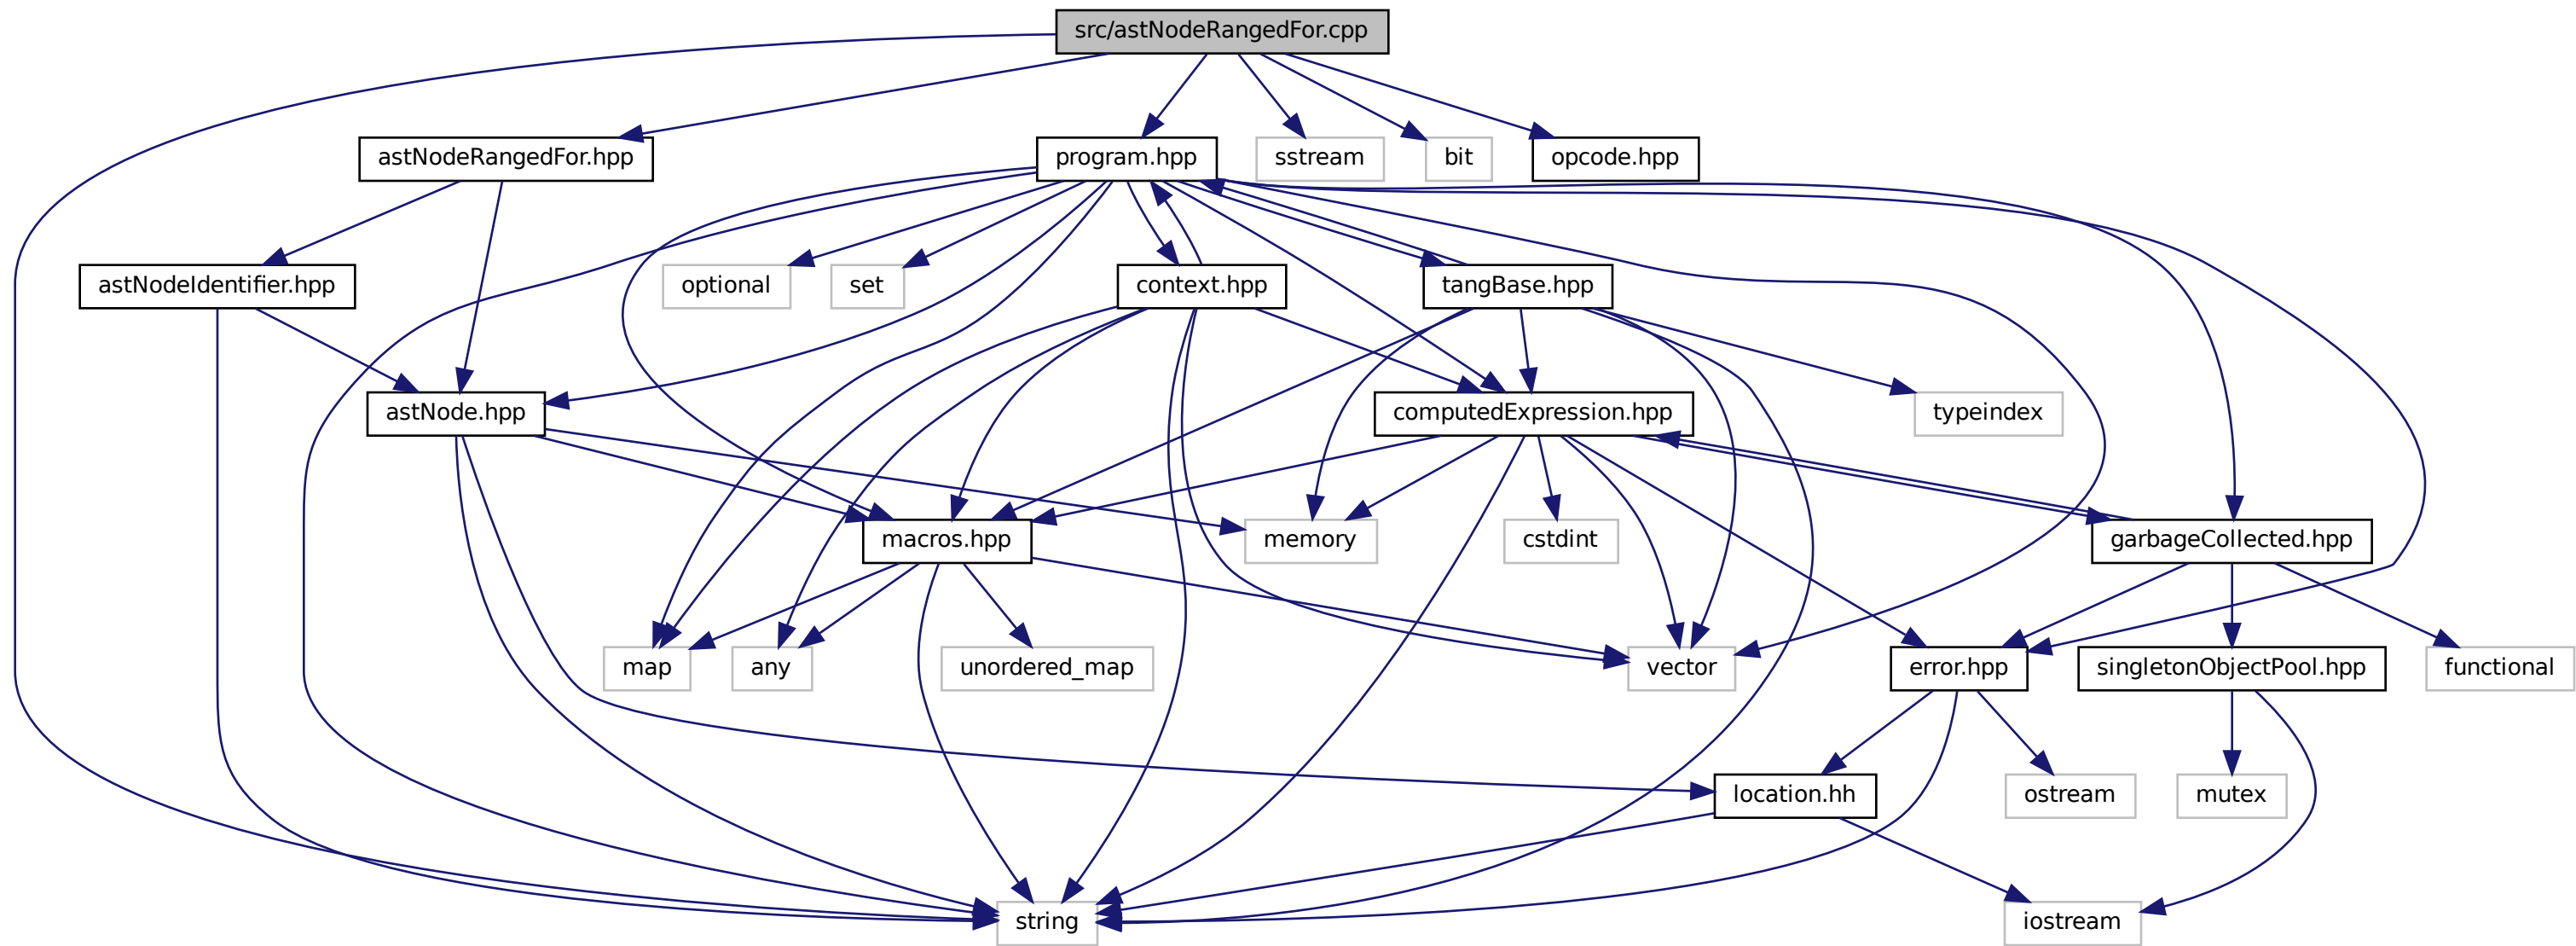 src/astNodeRangedFor.cpp
astNodeRangedFor.hpp
program.hpp
sstream
bit
opcode.hpp
astNodeIdentifier.hpp
optional
set
context.hpp
tangBase.hpp
astNode.hpp
computedExpression.hpp
typeindex
macros.hpp
memory
cstdint
garbageCollected.hpp
map
any
unordered_map
vector
error.hpp
singletonObjectPool.hpp
functional
location.hh
ostream
mutex
string
iostream